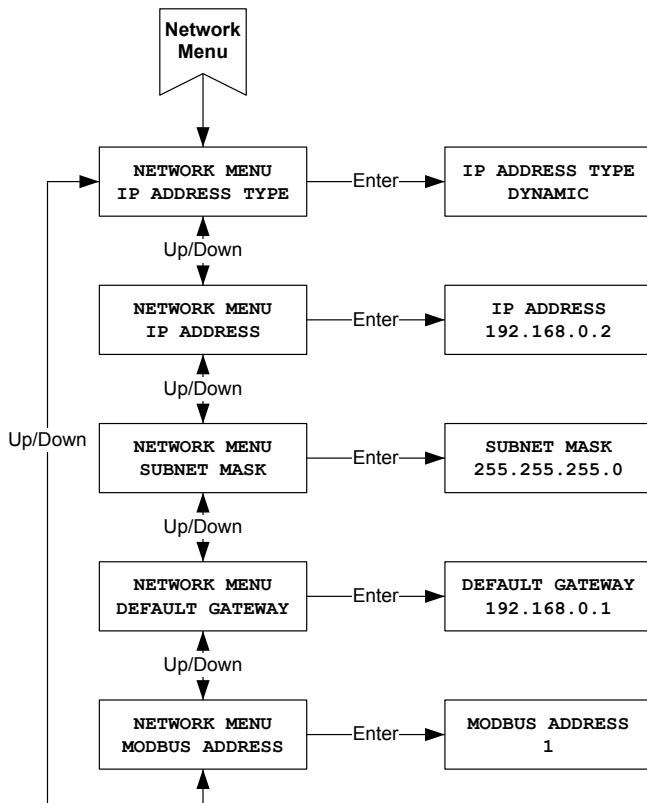 Network
Menu
NETWORK MENU
IP ADDRESS TYPE
Enter
IP ADDRESS TYPE
DYNAMIC
Up/Down
NETWORK MENU
IP ADDRESS
Enter
IP ADDRESS
192.168.0.2
Up/Down
Up/Down
NETWORK MENU
SUBNET MASK
Enter
SUBNET MASK
255.255.255.0
Up/Down
NETWORK MENU
DEFAULT GATEWAY
Enter
DEFAULT GATEWAY
192.168.0.1
Up/Down
NETWORK MENU
MODBUS ADDRESS
Enter
MODBUS ADDRESS
1